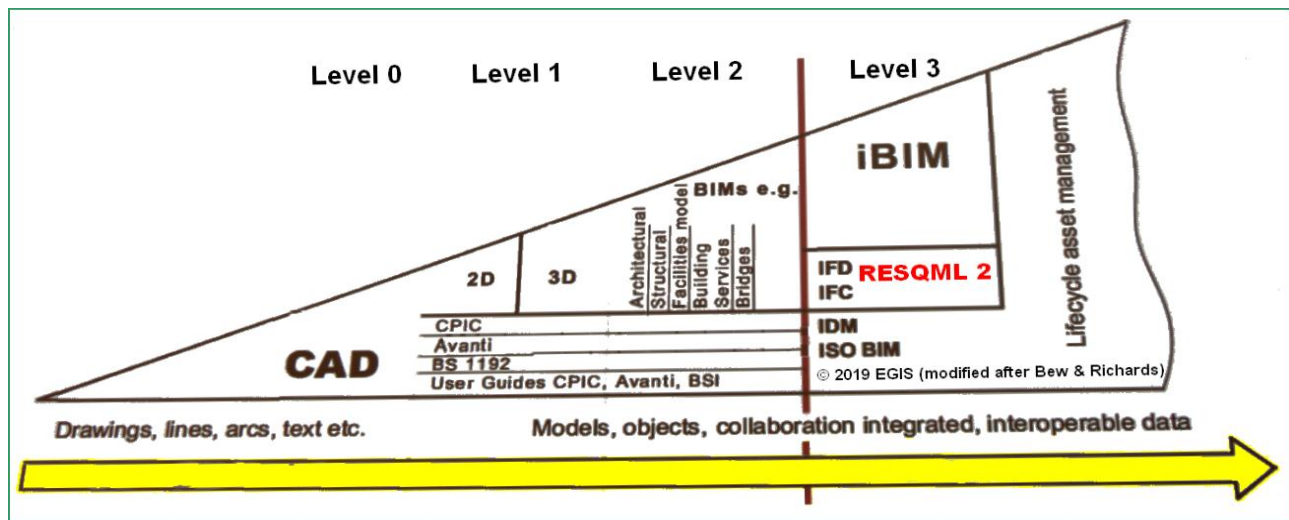 Level 0
Level 1
Level 2
Level 3
iBIM
BIMs e.g.
Architectural
Structural
Facilities model
Building
Services
Bridges
2D
3D
IFD RESQML 2
IFC
CPIC
IDM
Avanti
ISO BIM
BS 1192
CAD
User Guides CPIC, Avanti, BSI
© 2019 EGIS (modified after Bew & Richards)
Lifecycle asset management
Drawings, lines, arcs, text etc.
Models, objects, collaboration integrated, interoperable data